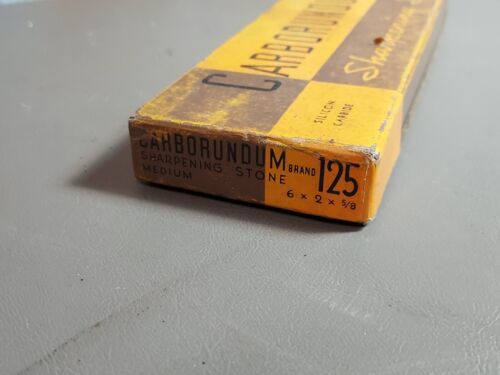 CARBORUNDUM
Sharpening
SILICON
CARBIDE
CARBORUNDUM BRAND 125
SHARPENING STONE
MEDIUM 6 x 2 x 5/8